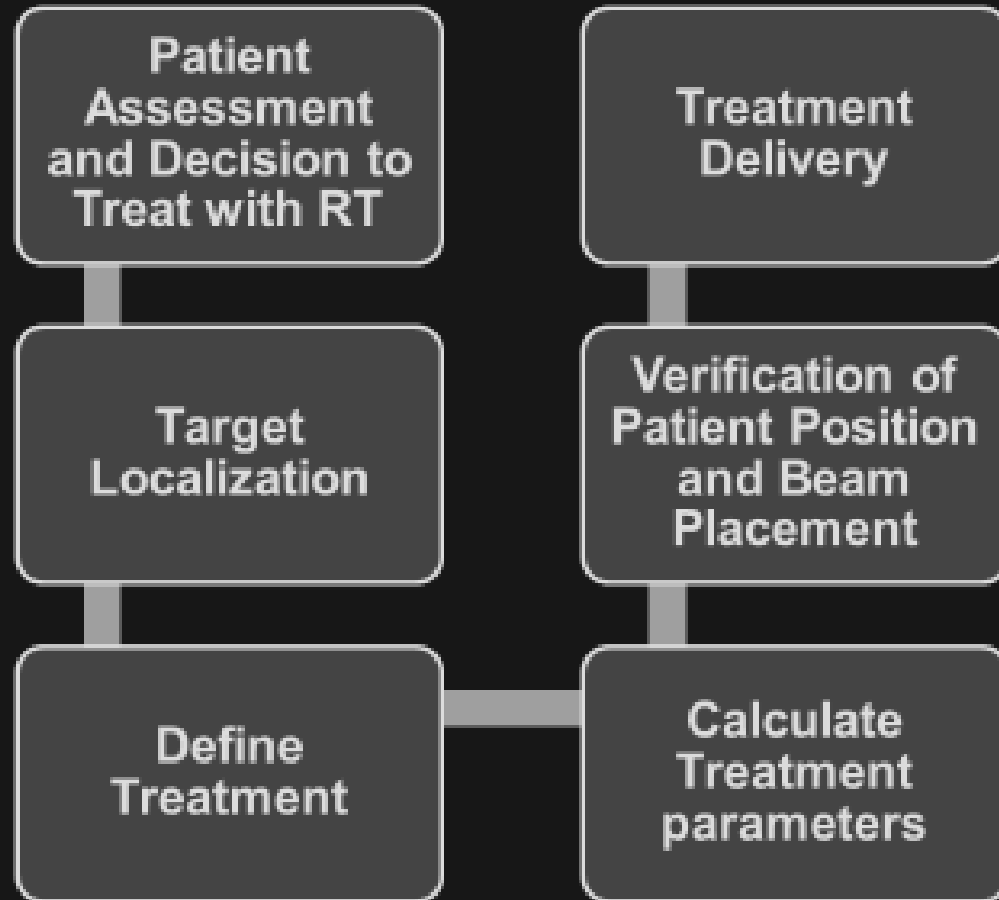 Patient
Assessment
and Decision to
Treat with RT
Target
Localization
Define
Treatment
Calculate
Treatment
parameters
Verification of
Patient Position
and Beam
Placement
Treatment
Delivery